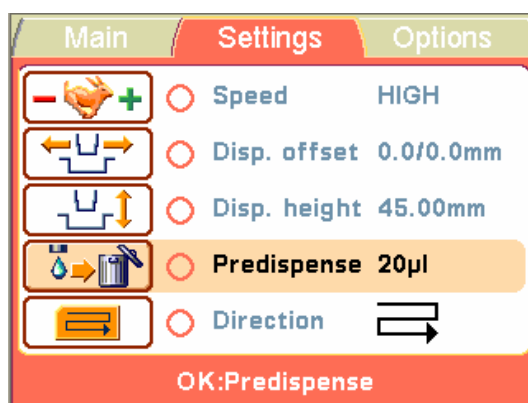 Main Settings Options
Speed HIGH
Disp. offset 0.0/0.0mm
Disp. height 45.00mm
Predispense 20µl
Direction
OK:Predispense